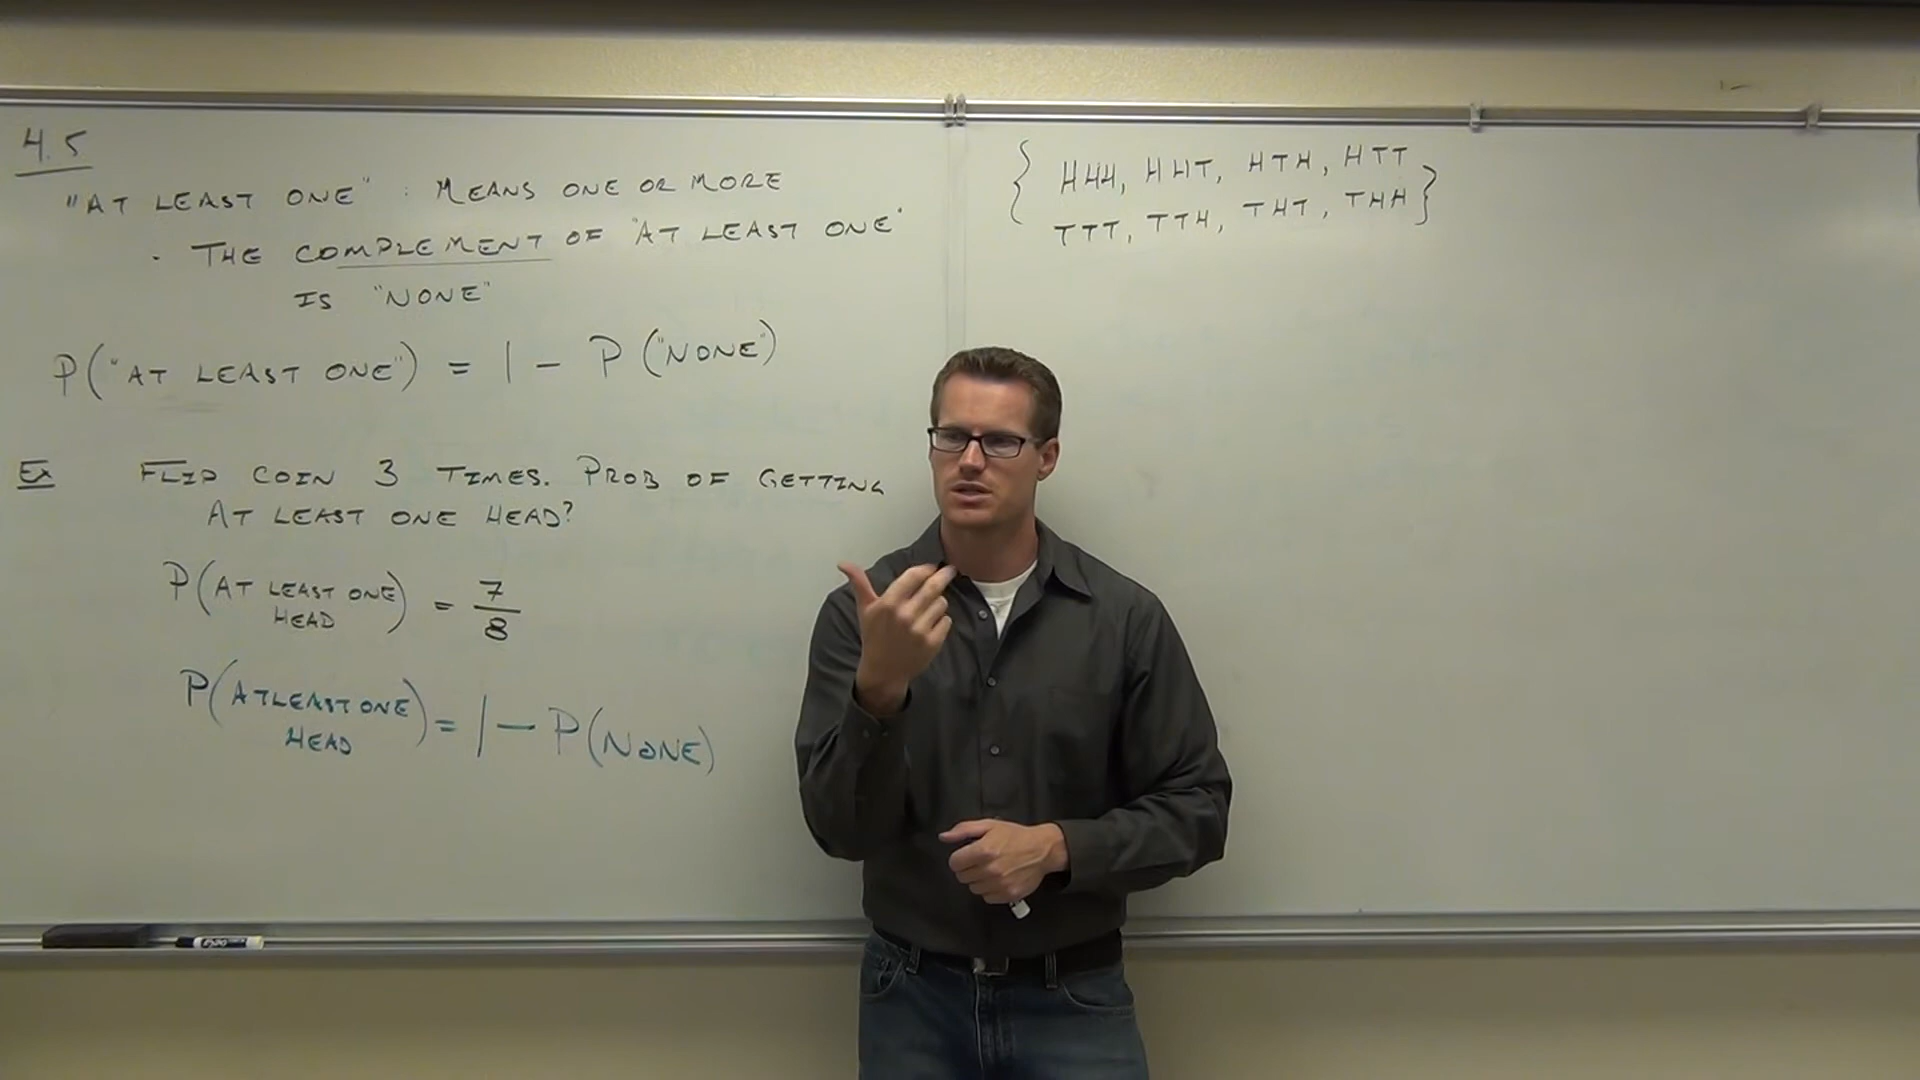 4.5
"AT LEAST ONE" : MEANS ONE OR MORE
· THE COMPLEMENT OF "AT LEAST ONE"
IS "NONE"
P("AT LEAST ONE") = 1 - P("NONE")
EX FLIP COIN 3 TIMES. PROB OF GETTING
AT LEAST ONE HEAD?
P(AT LEAST ONE HEAD) = 7/8
P(AT LEAST ONE HEAD) = 1 - P(NONE)
{ HHH, HHT, HTH, HTT
TTT, TTH, THT, THH }